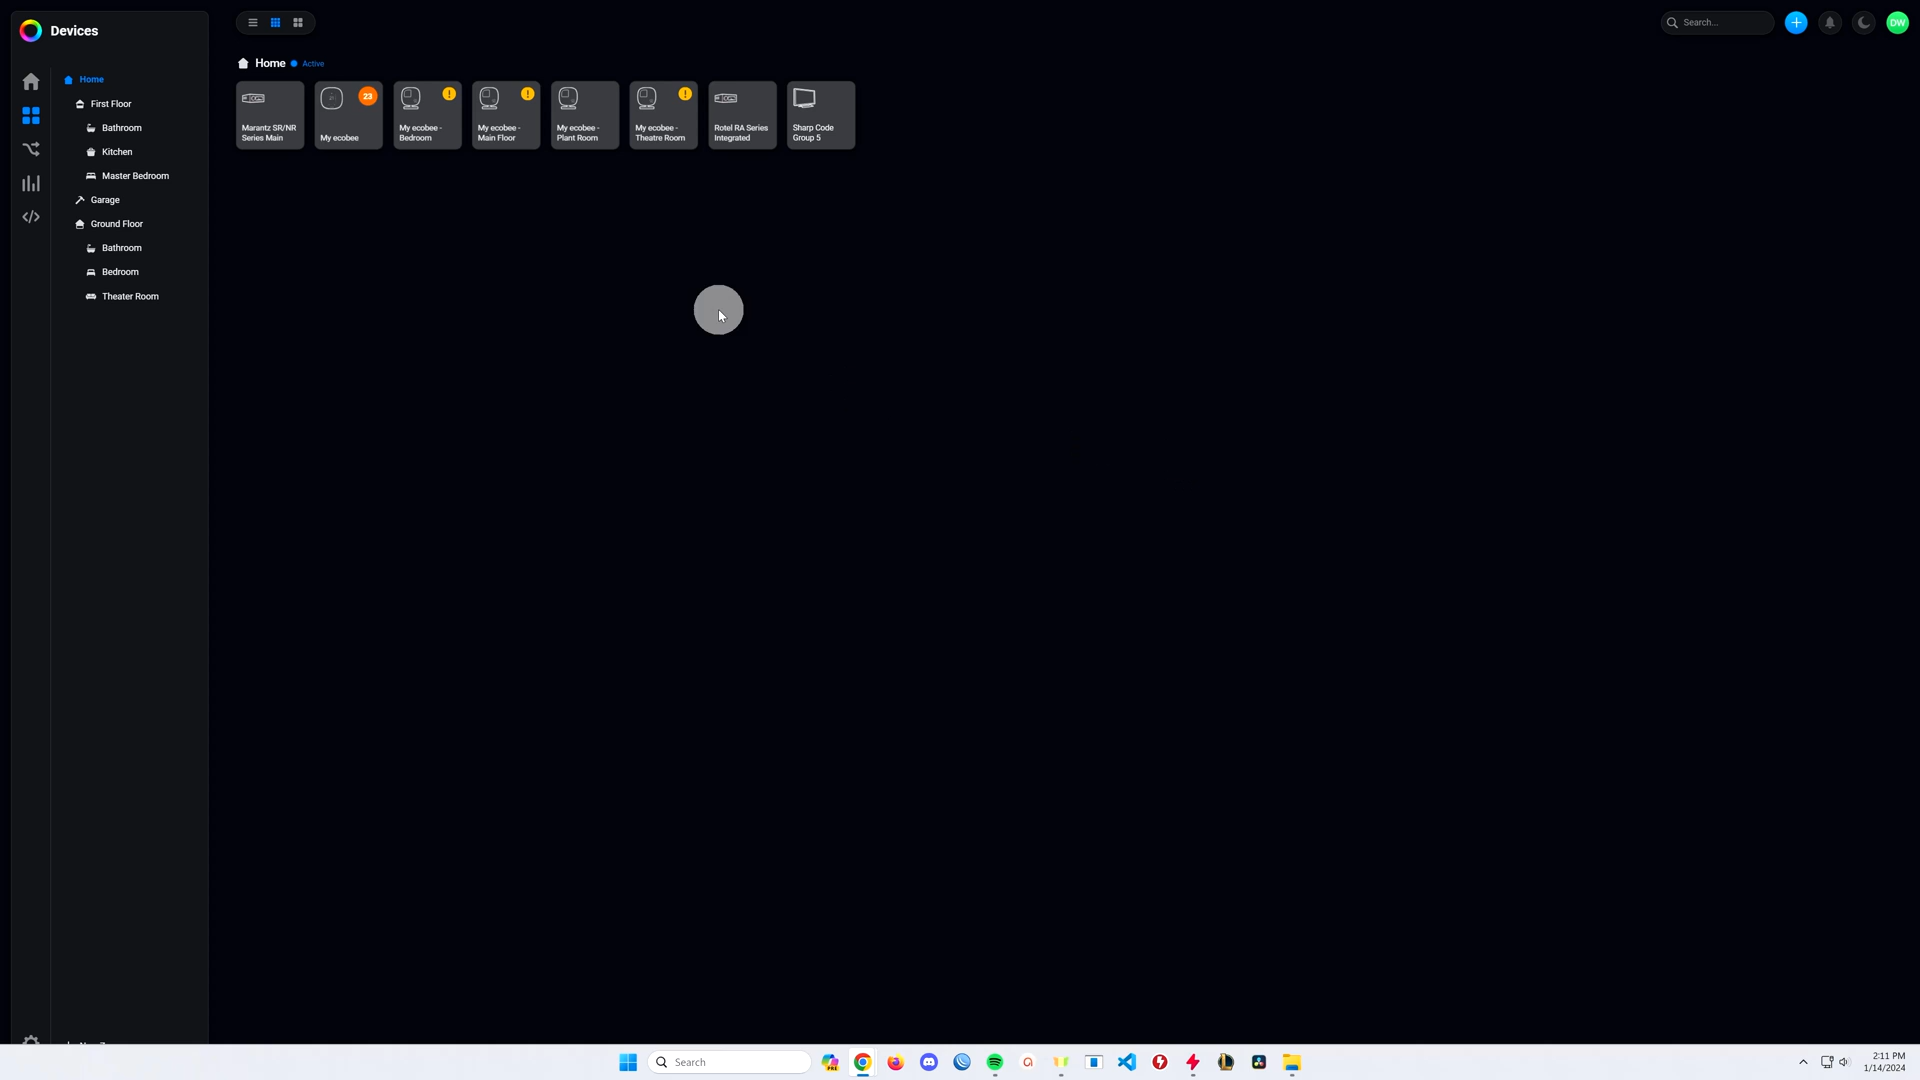 Devices
Search...
DW
Home
First Floor
Bathroom
Kitchen
Master Bedroom
Garage
Ground Floor
Bathroom
Bedroom
Theater Room
Home Active
23
Marantz SR/NR
Series Main
My ecobee
My ecobee -
Bedroom
My ecobee -
Main Floor
My ecobee -
Plant Room
My ecobee -
Theatre Room
Rotel RA Series
Integrated
Sharp Code
Group 5
Search
PRE
2:11 PM
1/14/2024